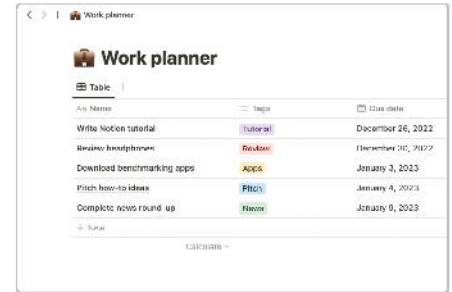 Work planner
Work planner
Table
Aa Name Tags Due date
Write Notion tutorial Tutorial December 26, 2022
Review headphones Review December 30, 2022
Download benchmarking apps Apps January 3, 2023
Pitch how-to ideas Pitch January 4, 2023
Complete news round-up News January 9, 2023
+ New
Calculate